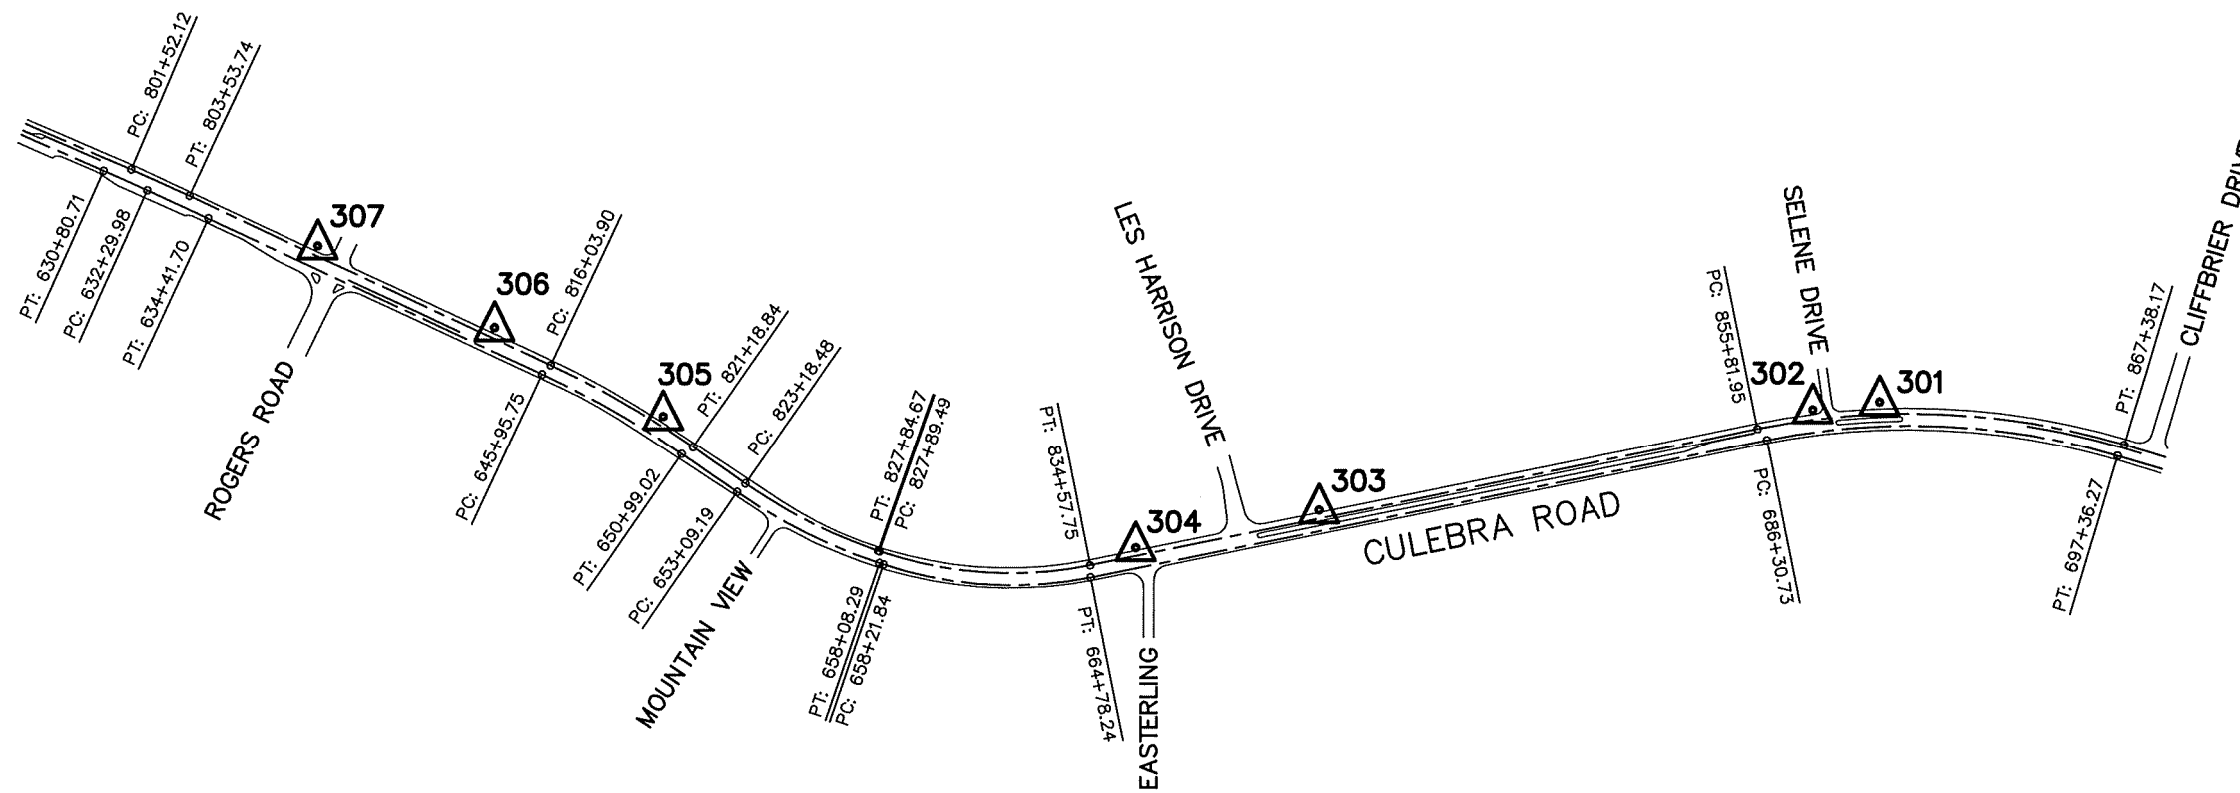 PC: 801+52.12
PT: 803+53.74
PT: 630+80.71
PC: 632+29.98
PT: 634+41.70
307
ROGERS ROAD
306
PC: 816+03.90
PC: 645+95.75
305
PT: 821+18.84
PC: 823+18.48
PT: 650+99.02
PC: 653+09.19
MOUNTAIN VIEW
PT: 827+84.67
PC: 827+89.49
PT: 658+08.29
PC: 658+21.84
PT: 834+57.75
PT: 664+78.24
304
EASTERLING
LES HARRISON DRIVE
303
CULEBRA ROAD
PC: 855+81.95
PC: 686+30.73
302
SELENE DRIVE
301
PT: 867+38.17
PT: 697+36.27
CLIFFBRIER DRIVE